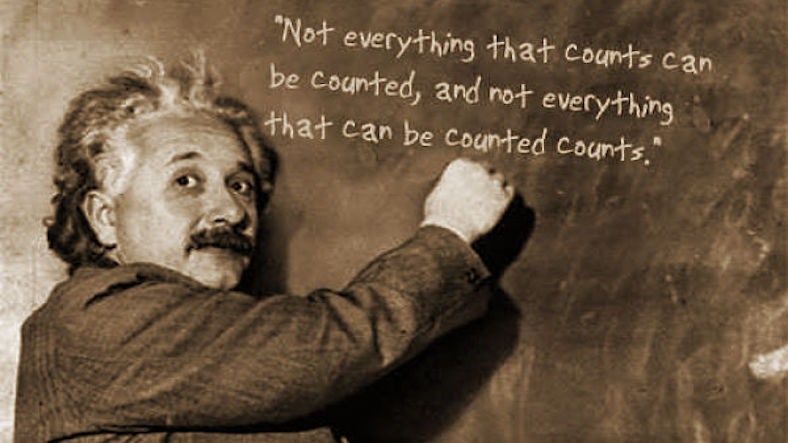 "Not everything that counts can
be counted, and not everything
that can be counted counts."